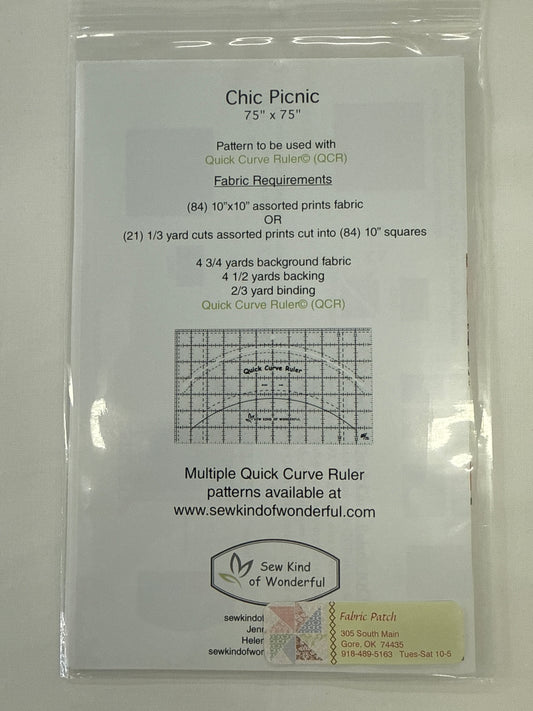 Chic Picnic
75" x 75"
Pattern to be used with
Quick Curve Ruler© (QCR)
Fabric Requirements
(84) 10"x10" assorted prints fabric
OR
(21) 1/3 yard cuts assorted prints cut into (84) 10" squares
4 3/4 yards background fabric
4 1/2 yards backing
2/3 yard binding
Quick Curve Ruler© (QCR)
Quick Curve Ruler
SEW KIND OF WONDERFUL
Multiple Quick Curve Ruler
patterns available at
www.sewkindofwonderful.com
Sew Kind
of Wonderful
Fabric Patch
305 South Main
Gore, OK 74435
918-489-5163 Tues-Sat 10-5